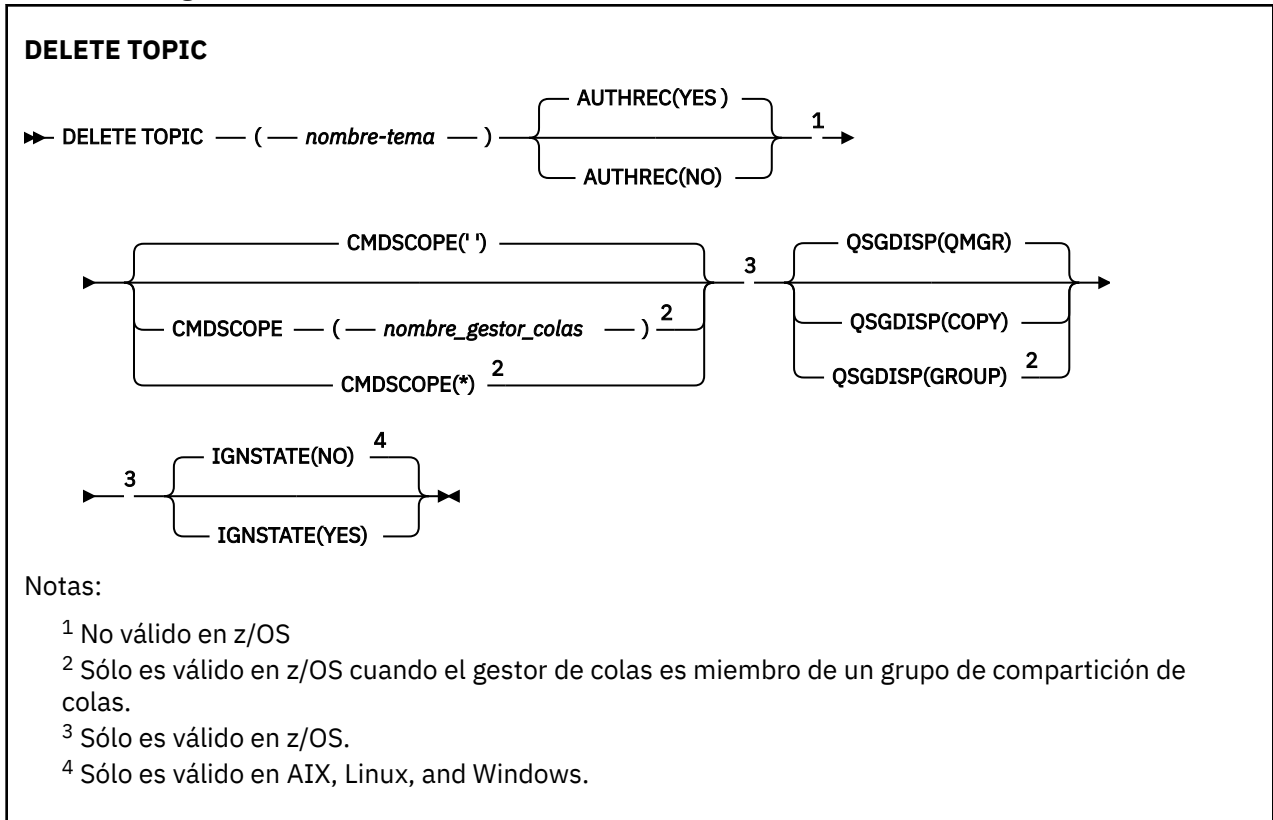 DELETE TOPIC
AUTHREC(YES )
DELETE TOPIC ( nombre-tema ) 1
AUTHREC(NO)
CMDSCOPE(' ') QSGDISP(QMGR)
3
CMDSCOPE ( nombre_gestor_colas ) 2 QSGDISP(COPY)
CMDSCOPE(*) 2 QSGDISP(GROUP) 2
IGNSTATE(NO) 4
3
IGNSTATE(YES)
Notas:
1 No válido en z/OS
2 Sólo es válido en z/OS cuando el gestor de colas es miembro de un grupo de compartición de
colas.
3 Sólo es válido en z/OS.
4 Sólo es válido en AIX, Linux, and Windows.